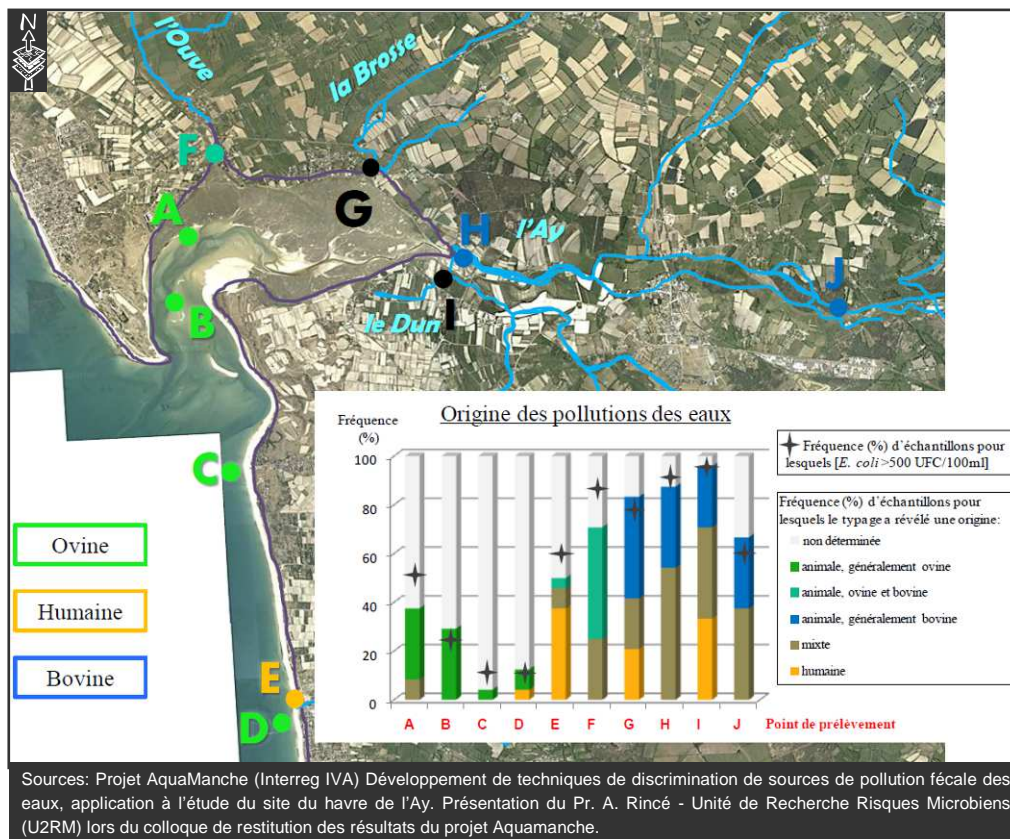 N
l'Ouve
la Brosse
F
A
G
H
l'Ay
J
B
I
le Dun
C
Ovine
Humaine
Bovine
E
D
Origine des pollutions des eaux
Fréquence
(%)
100
80
60
40
20
0
A B C D E F G H I J
Point de prélèvement
Fréquence (%) d'échantillons pour
lesquels [E. coli >500 UFC/100ml]
Fréquence (%) d'échantillons pour
lesquels le typage a révélé une origine:
non déterminée
animale, généralement ovine
animale, ovine et bovine
animale, généralement bovine
mixte
humaine
Sources: Projet AquaManche (Interreg IVA) Développement de techniques de discrimination de sources de pollution fécale des
eaux, application à l'étude du site du havre de l'Ay. Présentation du Pr. A. Rincé - Unité de Recherche Risques Microbiens
(U2RM) lors du colloque de restitution des résultats du projet Aquamanche.